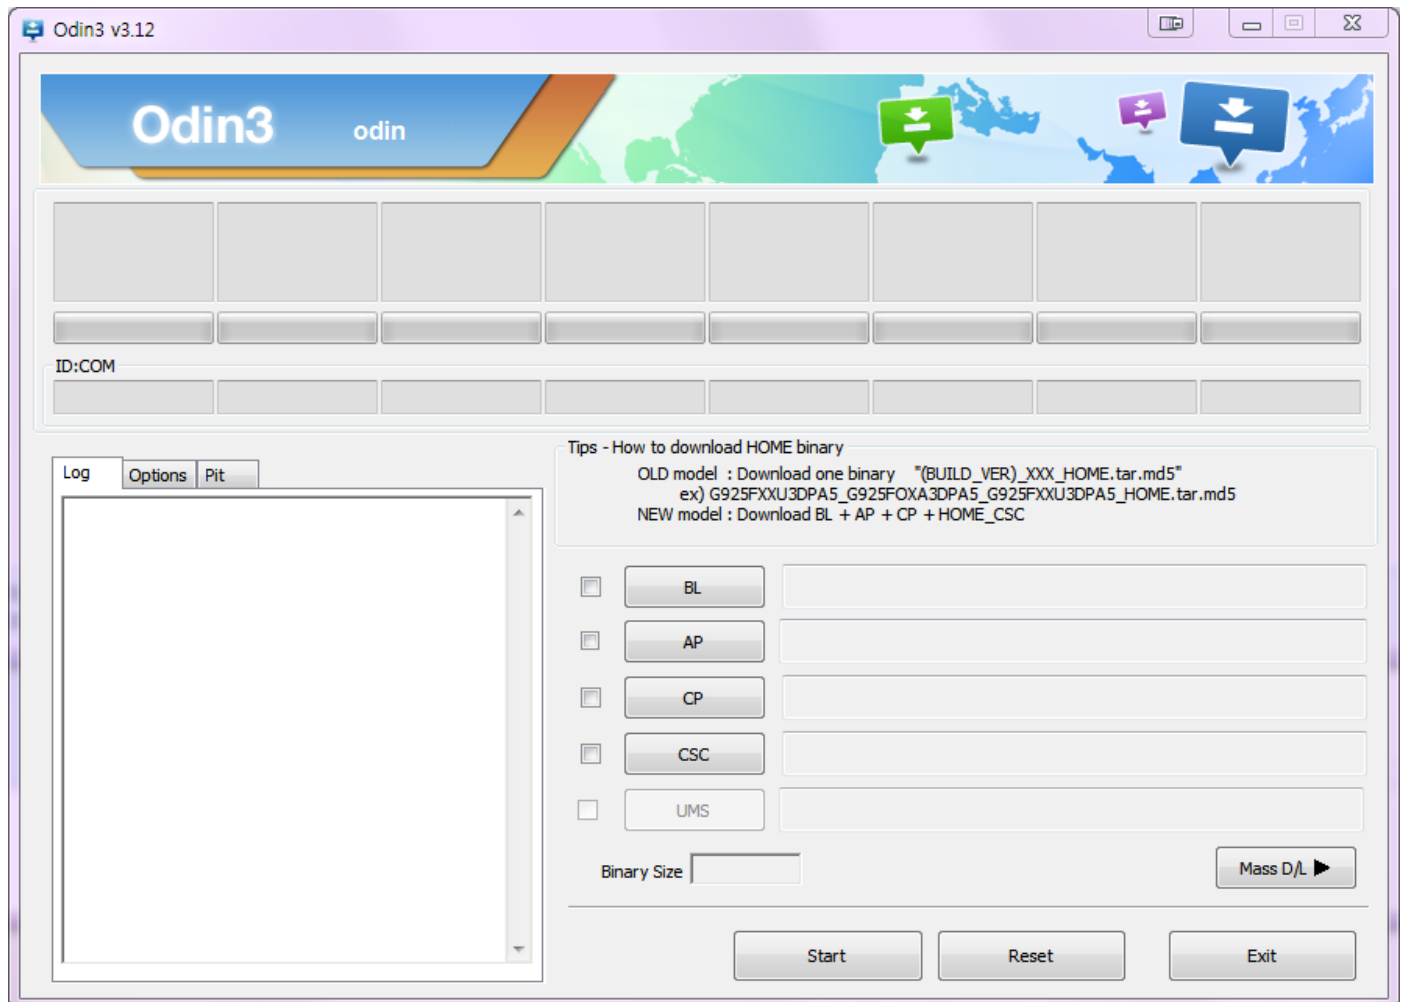 Odin3 v3.12
Odin3 odin
ID:COM
Log Options Pit
Tips - How to download HOME binary
OLD model : Download one binary "(BUILD_VER)_XXX_HOME.tar.md5"
ex) G925FXXU3DPA5_G925FOXA3DPA5_G925FXXU3DPA5_HOME.tar.md5
NEW model : Download BL + AP + CP + HOME_CSC
BL
AP
CP
CSC
UMS
Binary Size
Mass D/L
Start Reset Exit